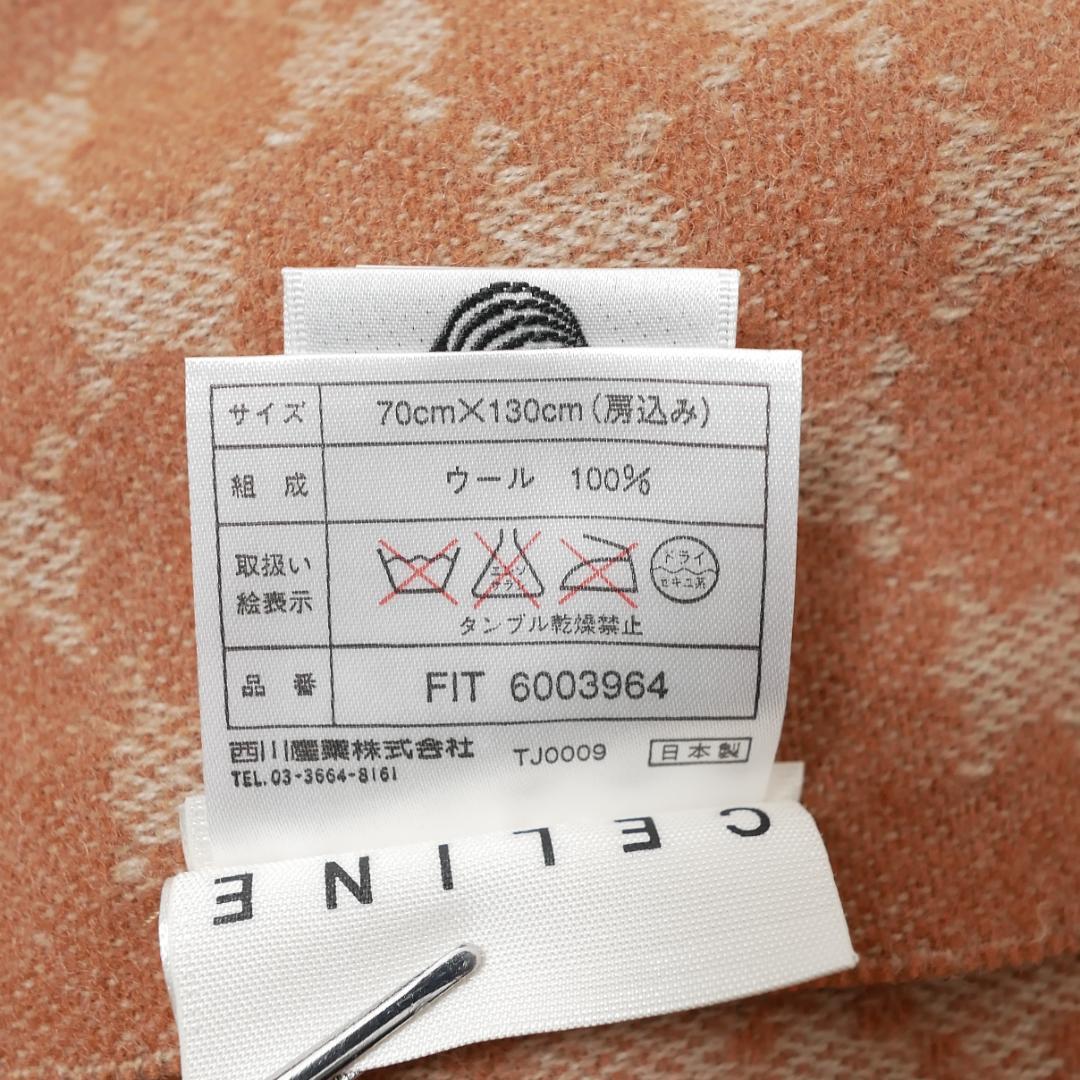 サイズ 70cm×130cm(房込み)
組成 ウール 100%
取扱い
絵表示
エンソ
サラシ
ドライ
セキユ系
タンブル乾燥禁止
品番 FIT 6003964
西川産業株式会社 TJ0009 日本製
TEL.03-3664-8161
CELINE